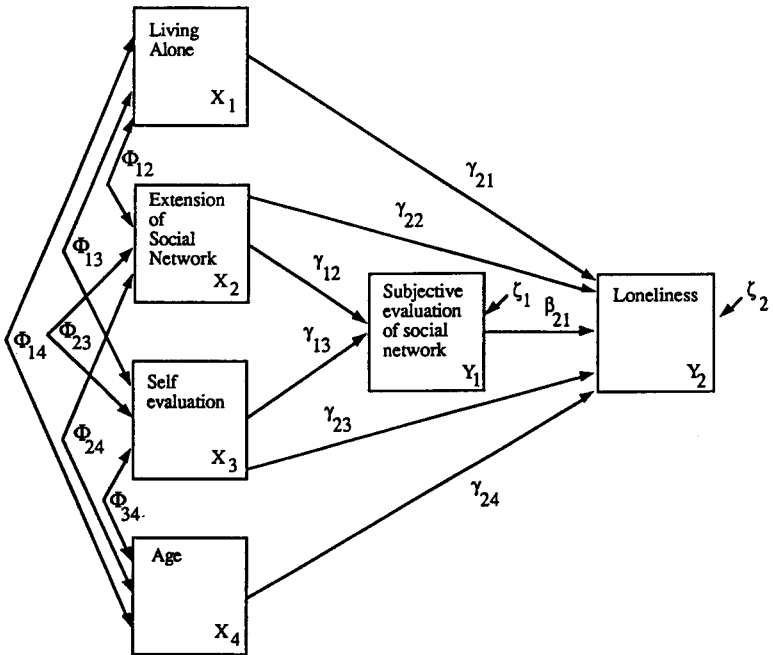 Living
Alone
X1
Φ12
γ21
Extension
of
Social
Network
X2
γ22
Φ13
γ12
Subjective
evaluation
of social
network
Y1
ζ1
β21
Loneliness
Y2
ζ2
Φ23
Φ14
γ13
Self
evaluation
X3
γ23
Φ24
Φ34
γ24
Age
X4